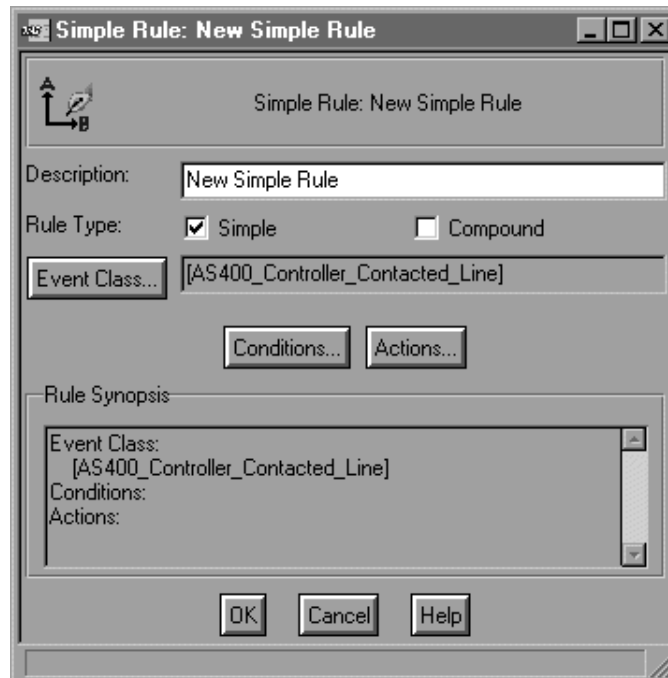 Simple Rule: New Simple Rule
A
B
Simple Rule: New Simple Rule
Description:
New Simple Rule
Rule Type:
Simple
Compound
Event Class...
[AS400_Controller_Contacted_Line]
Conditions...
Actions...
Rule Synopsis
Event Class:
[AS400_Controller_Contacted_Line]
Conditions:
Actions:
OK
Cancel
Help